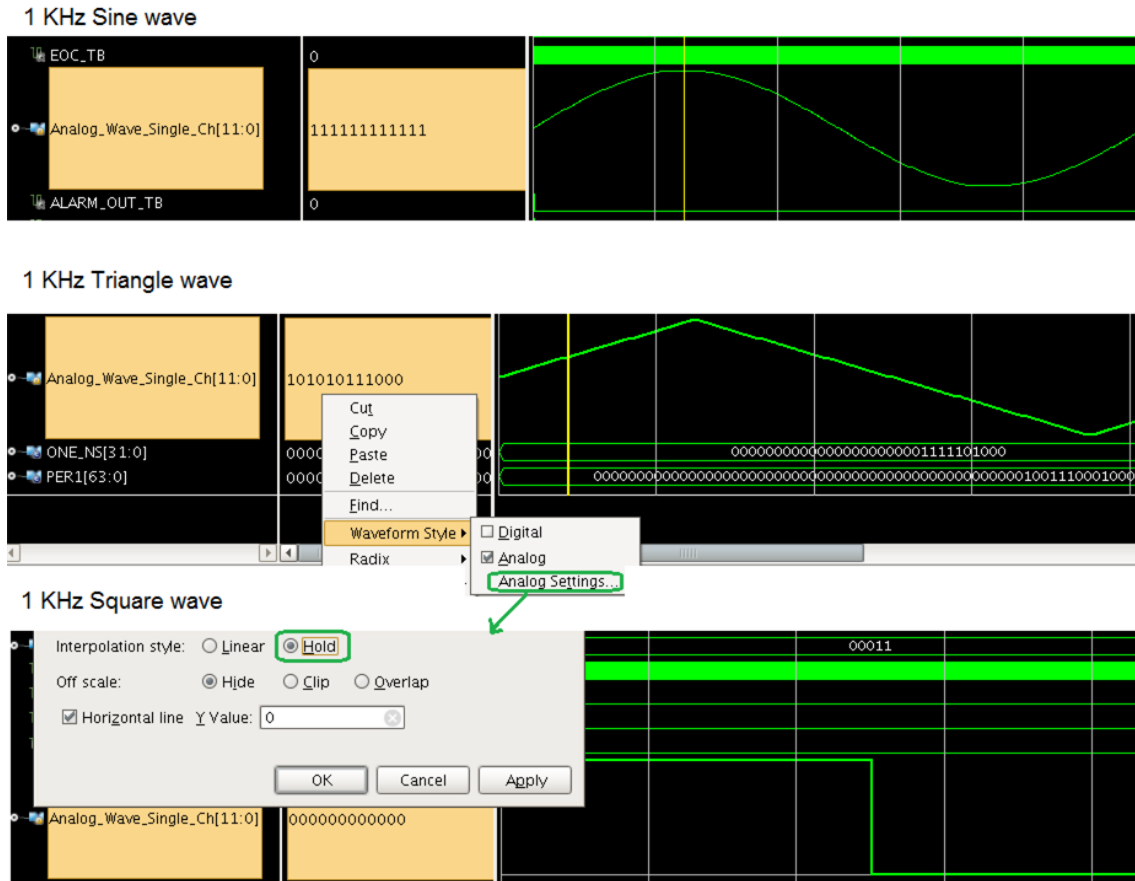 1 KHz Sine wave
EOC_TB 0
Analog_Wave_Single_Ch[11:0] 111111111111
ALARM_OUT_TB 0
1 KHz Triangle wave
Analog_Wave_Single_Ch[11:0] 101010111000
Cut
Copy
ONE_NS[31:0] 0000 00 00000000000000000000001111101000
Paste
PER1[63:0] 0000
Delete
Find...
Waveform Style Digital
Radix Analog
Analog Settings...
1 KHz Square wave
Interpolation style: Linear Hold 00011
Off scale: Hide Clip Overlap
Horizontal line Y Value: 0
OK Cancel Apply
Analog_Wave_Single_Ch[11:0] 000000000000